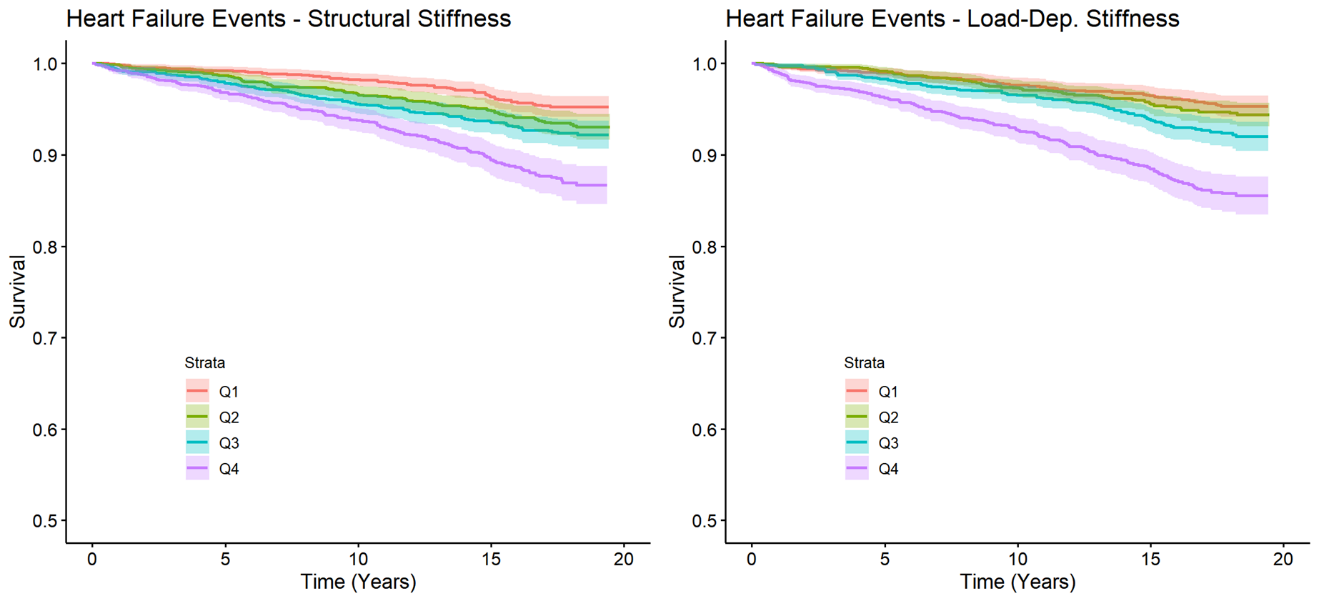 Heart Failure Events - Structural Stiffness
1.0
0.9
0.8
0.7
0.6
0.5
Survival
Strata
Q1
Q2
Q3
Q4
0 5 10 15 20
Time (Years)
Heart Failure Events - Load-Dep. Stiffness
1.0
0.9
0.8
0.7
0.6
0.5
Survival
Strata
Q1
Q2
Q3
Q4
0 5 10 15 20
Time (Years)